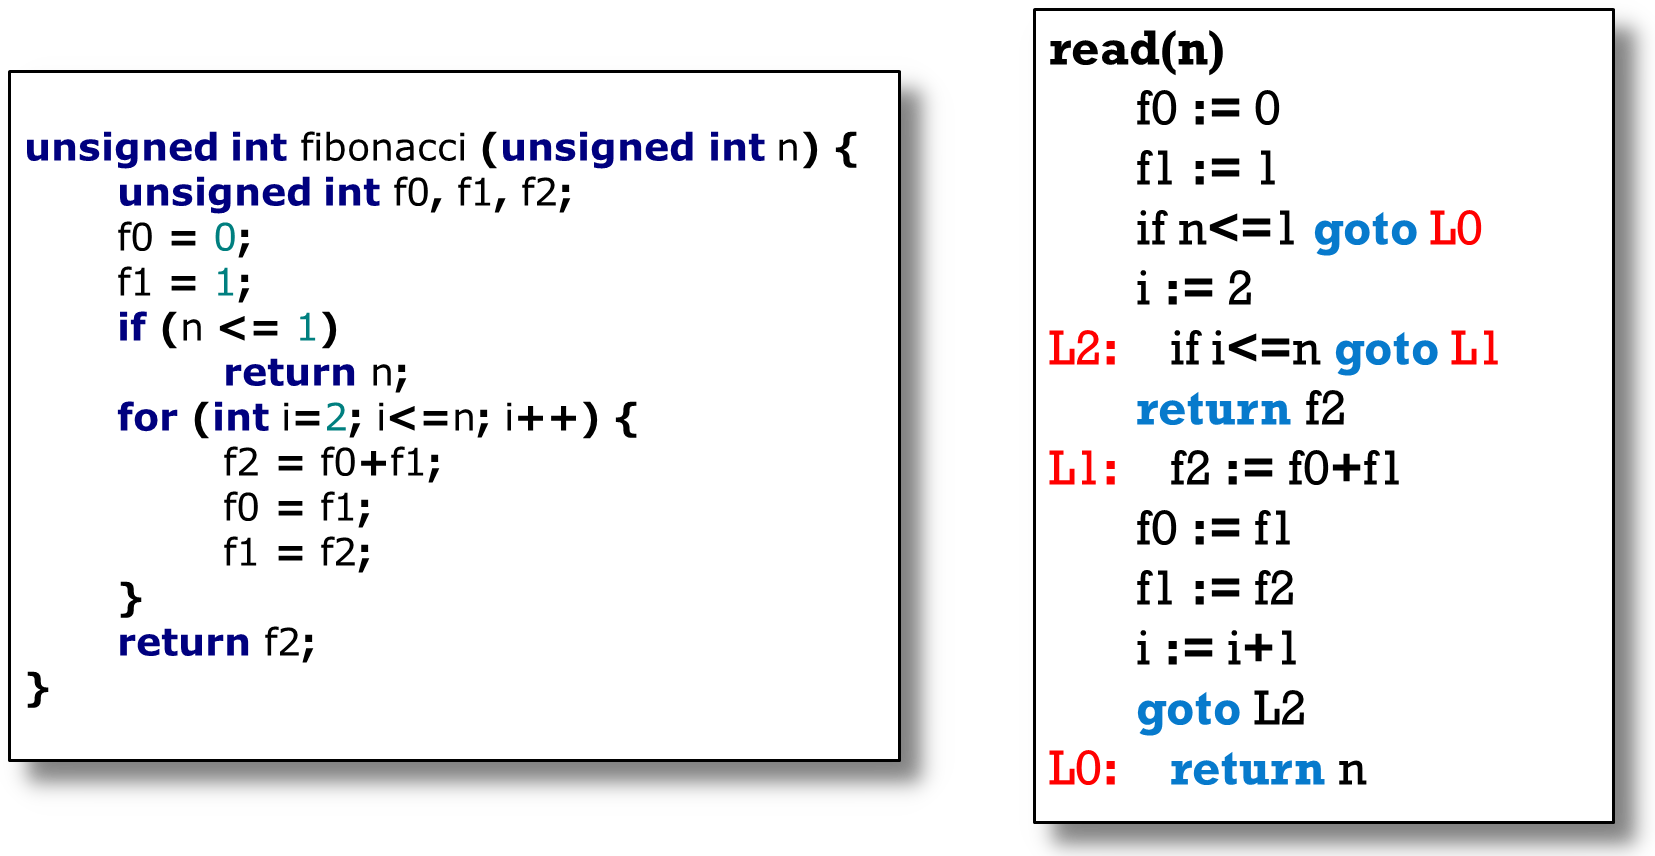 unsigned int fibonacci (unsigned int n) {
unsigned int f0, f1, f2;
f0 = 0;
f1 = 1;
if (n <= 1)
return n;
for (int i=2; i<=n; i++) {
f2 = f0+f1;
f0 = f1;
f1 = f2;
}
return f2;
}
read(n)
f0 := 0
f1 := 1
if n<=1 goto L0
i := 2
L2: if i<=n goto L1
return f2
L1: f2 := f0+f1
f0 := f1
f1 := f2
i := i+1
goto L2
L0: return n